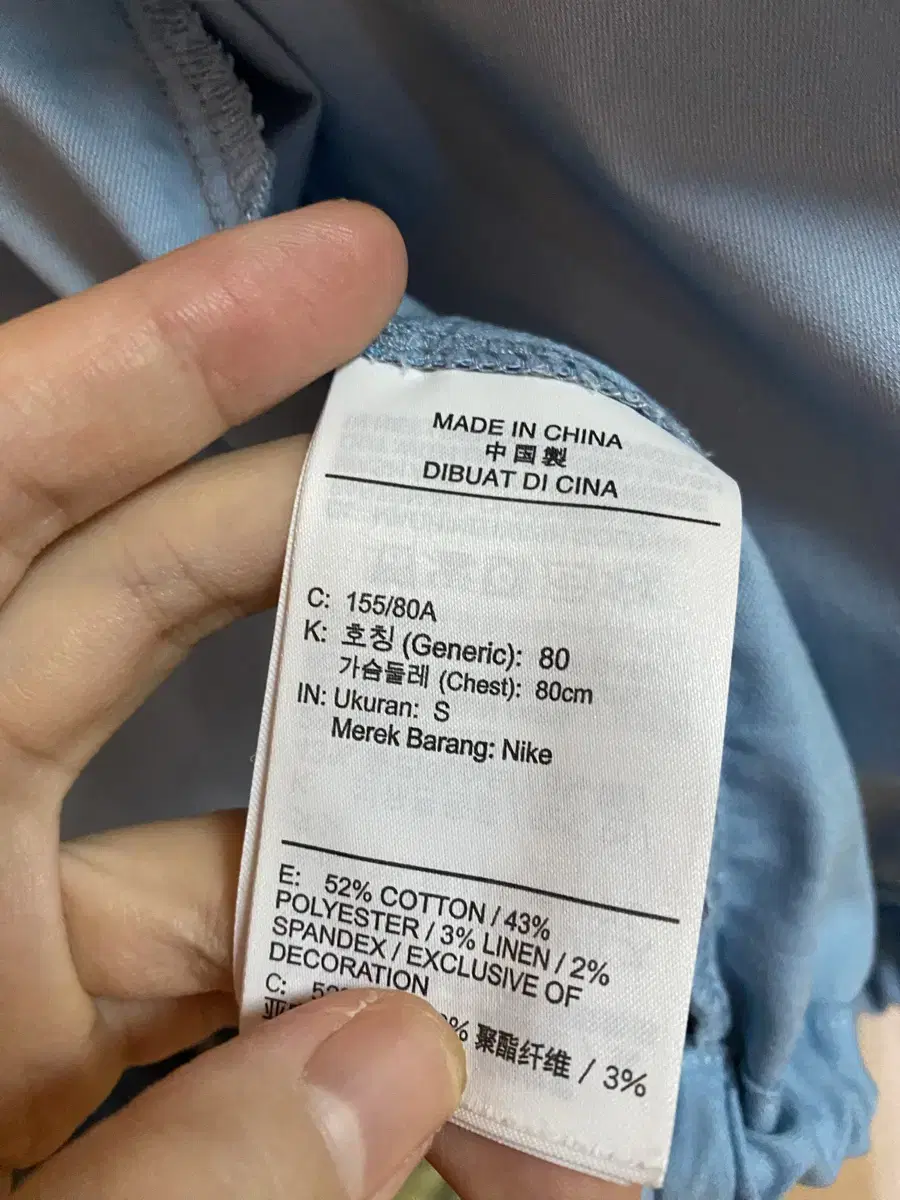 MADE IN CHINA
中国製
DIBUAT DI CINA
C: 155/80A
K: 호칭 (Generic): 80
가슴둘레 (Chest): 80cm
IN: Ukuran: S
Merek Barang: Nike
E: 52% COTTON / 43%
POLYESTER / 3% LINEN / 2%
SPANDEX / EXCLUSIVE OF
DECORATION
C:
% 聚酯纤维 / 3%